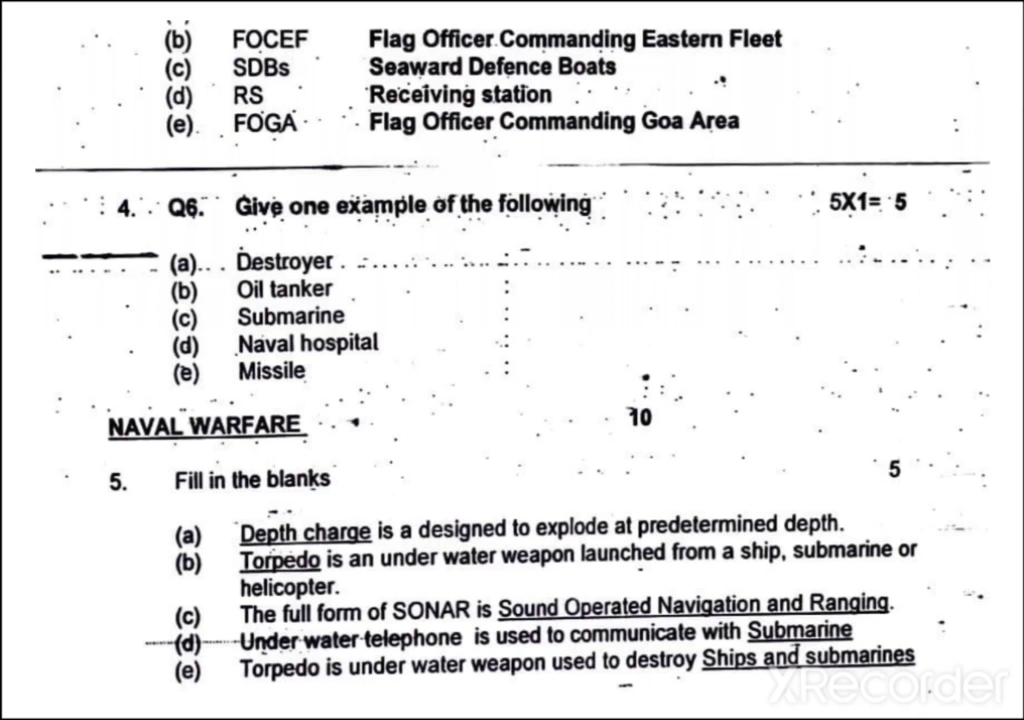 (b) FOCEF Flag Officer Commanding Eastern Fleet
(c) SDBs Seaward Defence Boats
(d) RS Receiving station
(e) FOGA Flag Officer Commanding Goa Area
4. Q6. Give one example of the following 5X1= 5
(a) Destroyer
(b) Oil tanker :
(c) Submarine :
(d) Naval hospital :
(e) Missile :
NAVAL WARFARE 10
5. Fill in the blanks 5
(a) Depth charge is a designed to explode at predetermined depth.
(b) Torpedo is an under water weapon launched from a ship, submarine or
helicopter.
(c) The full form of SONAR is Sound Operated Navigation and Ranging.
(d) Under water telephone is used to communicate with Submarine
(e) Torpedo is under water weapon used to destroy Ships and submarines
XRecorder